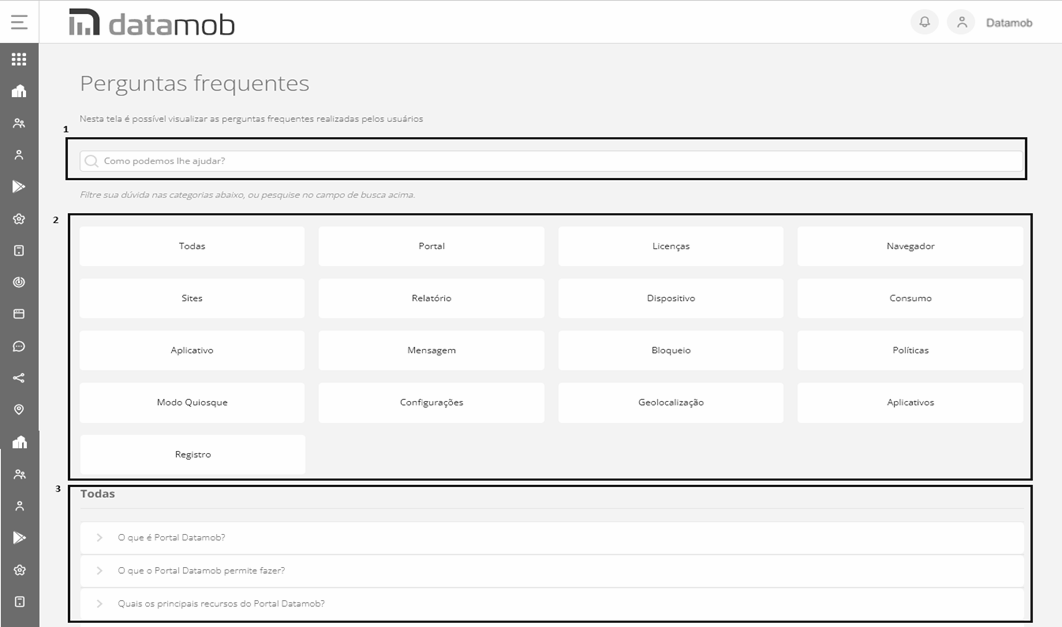 datamob
Datamob
Perguntas frequentes
Nesta tela é possível visualizar as perguntas frequentes realizadas pelos usuários
1
Como podemos lhe ajudar?
Filtre sua dúvida nas categorias abaixo, ou pesquise no campo de busca acima.
2
Todas Portal Licenças Navegador
Sites Relatório Dispositivo Consumo
Aplicativo Mensagem Bloqueio Políticas
Modo Quiosque Configurações Geolocalização Aplicativos
Registro
3
Todas
O que é Portal Datamob?
O que o Portal Datamob permite fazer?
Quais os principais recursos do Portal Datamob?